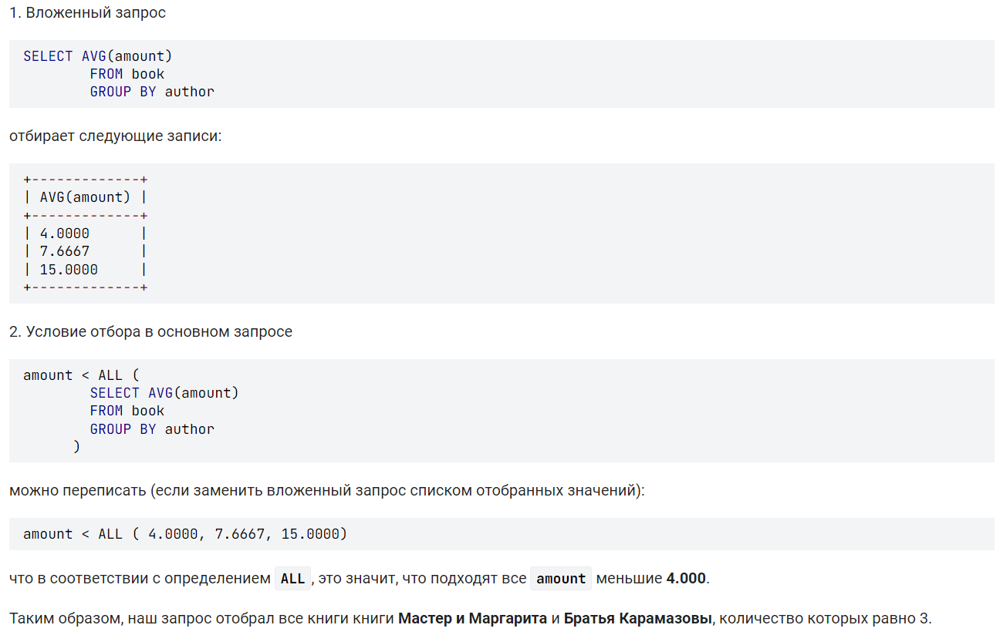 1. Вложенный запрос
SELECT AVG(amount)
FROM book
GROUP BY author
отбирает следующие записи:
+-------------+
| AVG(amount) |
+-------------+
| 4.0000      |
| 7.6667      |
| 15.0000     |
+-------------+
2. Условие отбора в основном запросе
amount < ALL (
SELECT AVG(amount)
FROM book
GROUP BY author
)
можно переписать (если заменить вложенный запрос списком отобранных значений):
amount < ALL ( 4.0000, 7.6667, 15.0000)
что в соответствии с определением ALL , это значит, что подходят все amount меньшие 4.000.
Таким образом, наш запрос отобрал все книги книги Мастер и Маргарита и Братья Карамазовы, количество которых равно 3.